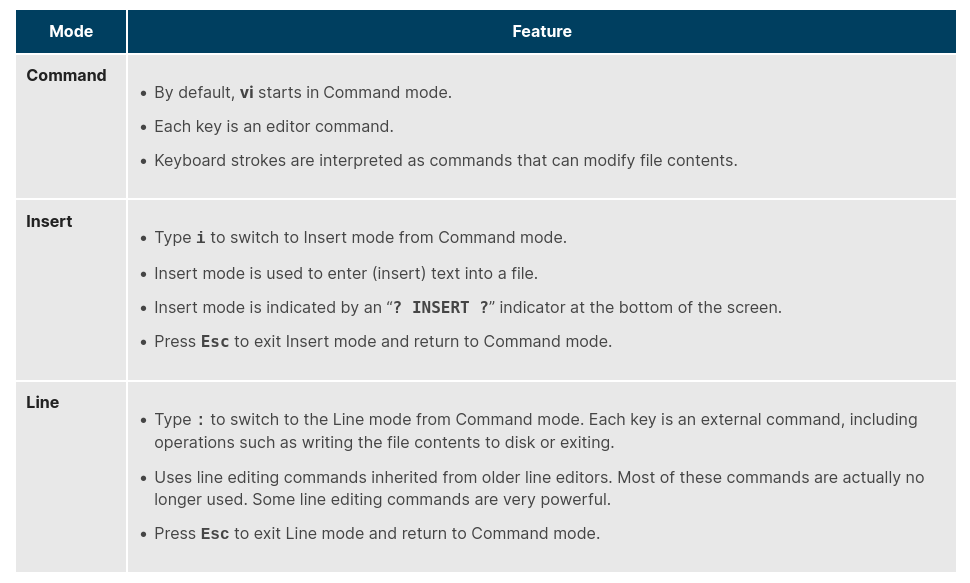 Mode Feature
Command
• By default, vi starts in Command mode.
• Each key is an editor command.
• Keyboard strokes are interpreted as commands that can modify file contents.
Insert
• Type i to switch to Insert mode from Command mode.
• Insert mode is used to enter (insert) text into a file.
• Insert mode is indicated by an “? INSERT ?” indicator at the bottom of the screen.
• Press Esc to exit Insert mode and return to Command mode.
Line
• Type : to switch to the Line mode from Command mode. Each key is an external command, including
operations such as writing the file contents to disk or exiting.
• Uses line editing commands inherited from older line editors. Most of these commands are actually no
longer used. Some line editing commands are very powerful.
• Press Esc to exit Line mode and return to Command mode.